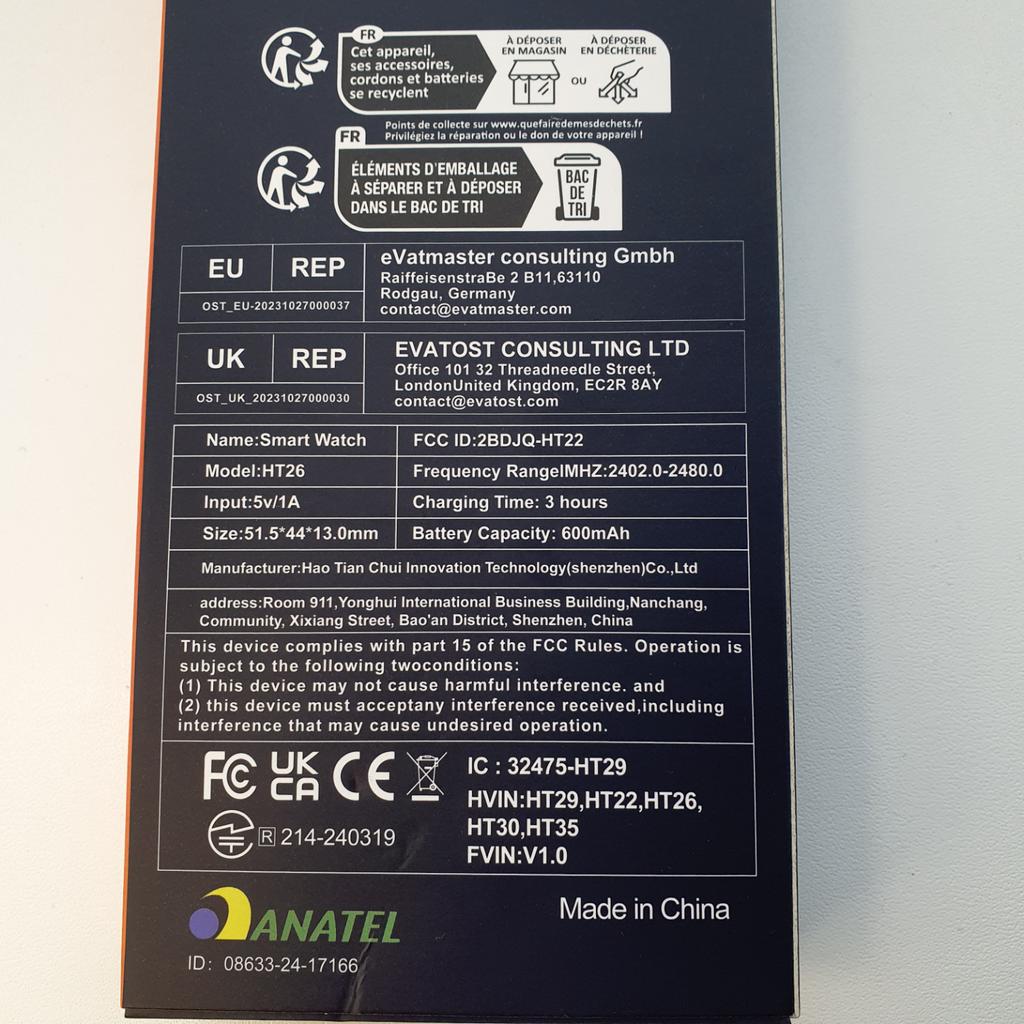 FR
Cet appareil,
ses accessoires,
cordons et batteries
se recyclent
À DÉPOSER
EN MAGASIN
OU
À DÉPOSER
EN DÉCHÈTERIE
Points de collecte sur www.quefairedemesdechets.fr
Privilégiez la réparation ou le don de votre appareil !
FR
ÉLÉMENTS D'EMBALLAGE
À SÉPARER ET À DÉPOSER
DANS LE BAC DE TRI
BAC
DE
TRI
EU REP
OST_EU-20231027000037
eVatmaster consulting Gmbh
RaiffeisenstraBe 2 B11,63110
Rodgau, Germany
contact@evatmaster.com
UK REP
OST_UK_20231027000030
EVATOST CONSULTING LTD
Office 101 32 Threadneedle Street,
LondonUnited Kingdom, EC2R 8AY
contact@evatost.com
Name:Smart Watch FCC ID:2BDJQ-HT22
Model:HT26 Frequency RangelMHZ:2402.0-2480.0
Input:5v/1A Charging Time: 3 hours
Size:51.5*44*13.0mm Battery Capacity: 600mAh
Manufacturer:Hao Tian Chui Innovation Technology(shenzhen)Co.,Ltd
address:Room 911,Yonghui International Business Building,Nanchang,
Community, Xixiang Street, Bao'an District, Shenzhen, China
This device complies with part 15 of the FCC Rules. Operation is
subject to the following twoconditions:
(1) This device may not cause harmful interference. and
(2) this device must acceptany interference received,including
interference that may cause undesired operation.
FC UK CA CE
R 214-240319
IC : 32475-HT29
HVIN:HT29,HT22,HT26,
HT30,HT35
FVIN:V1.0
ANATEL
ID: 08633-24-17166
Made in China